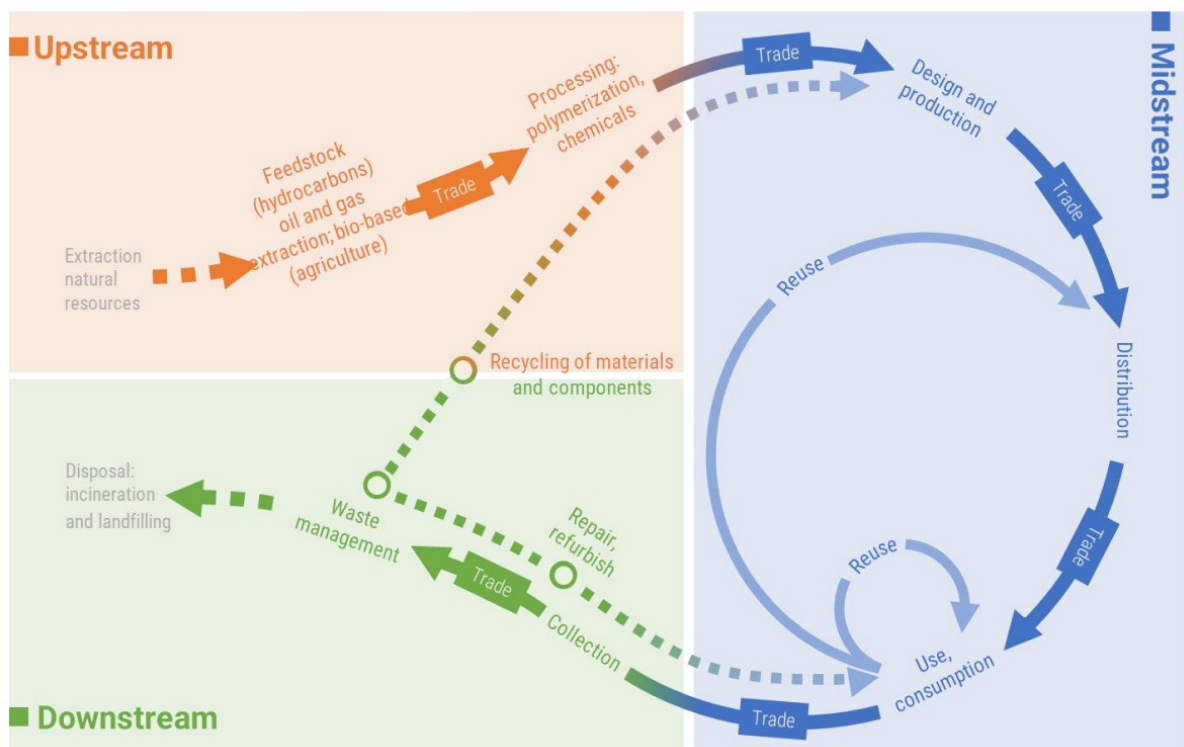 Upstream
Extraction
natural
resources
Feedstock
(hydrocarbons)
oil and gas
extraction; bio-based
(agriculture)
Trade
Processing:
polymerization,
chemicals
Trade
Midstream
Design and
production
Trade
Distribution
Trade
Use,
consumption
Reuse
Reuse
Trade
Collection
Trade
Repair,
refurbish
Waste
management
Recycling of materials
and components
Disposal:
incineration
and landfilling
Downstream